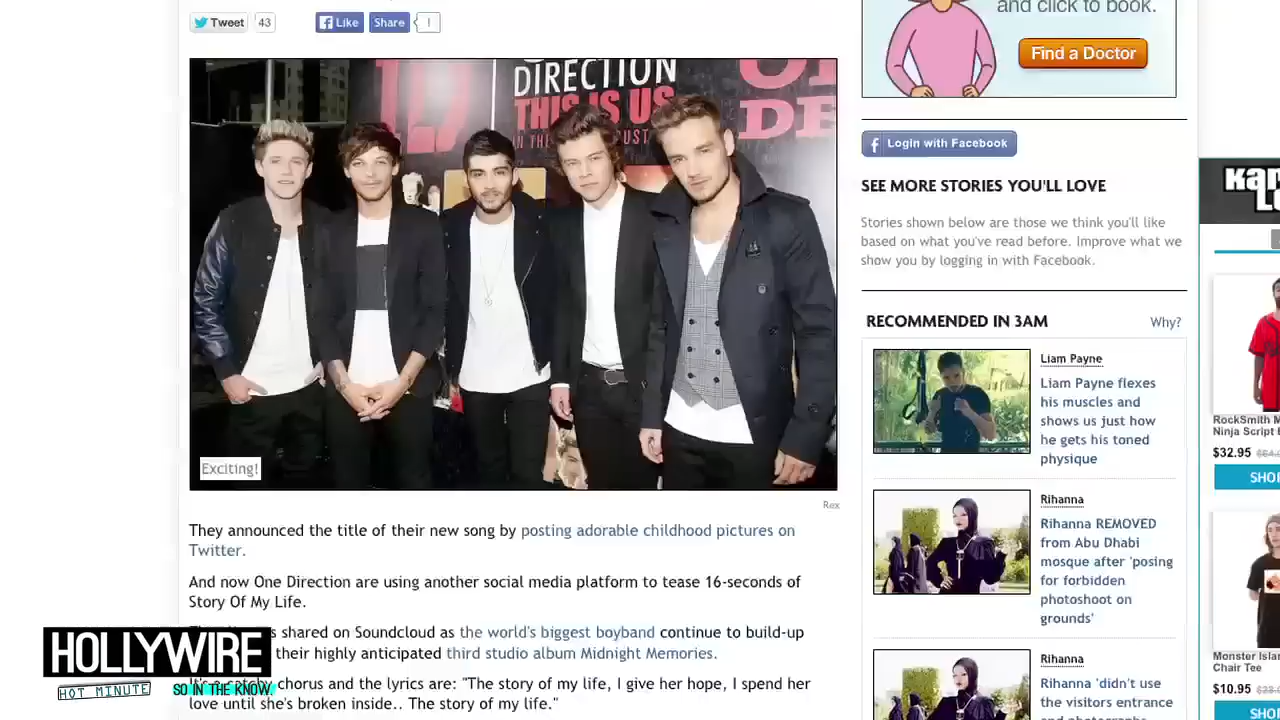 Tweet
43
Like
Share
and click to book.
Find a Doctor
DIRECTION
THIS IS US
Exciting!
Rex
They announced the title of their new song by posting adorable childhood pictures on
Twitter.
And now One Direction are using another social media platform to tease 16-seconds of
Story Of My Life.
shared on Soundcloud as the world's biggest boyband continue to build-up
their highly anticipated third studio album Midnight Memories.
chorus and the lyrics are: "The story of my life, I give her hope, I spend her
love until she's broken inside.. The story of my life."
HOLLYWIRE
HOT MINUTE
SO IN THE KNOW.
Login with Facebook
SEE MORE STORIES YOU'LL LOVE
Stories shown below are those we think you'll like
based on what you've read before. Improve what we
show you by logging in with Facebook.
RECOMMENDED IN 3AM
Why?
Liam Payne
Liam Payne flexes
his muscles and
shows us just how
he gets his toned
physique
Rihanna
Rihanna REMOVED
from Abu Dhabi
mosque after 'posing
for forbidden
photoshoot on
grounds'
Rihanna
Rihanna 'didn't use
the visitors entrance
RockSmith
Ninja Script
$32.95
Monster
Chair Tee
$10.95